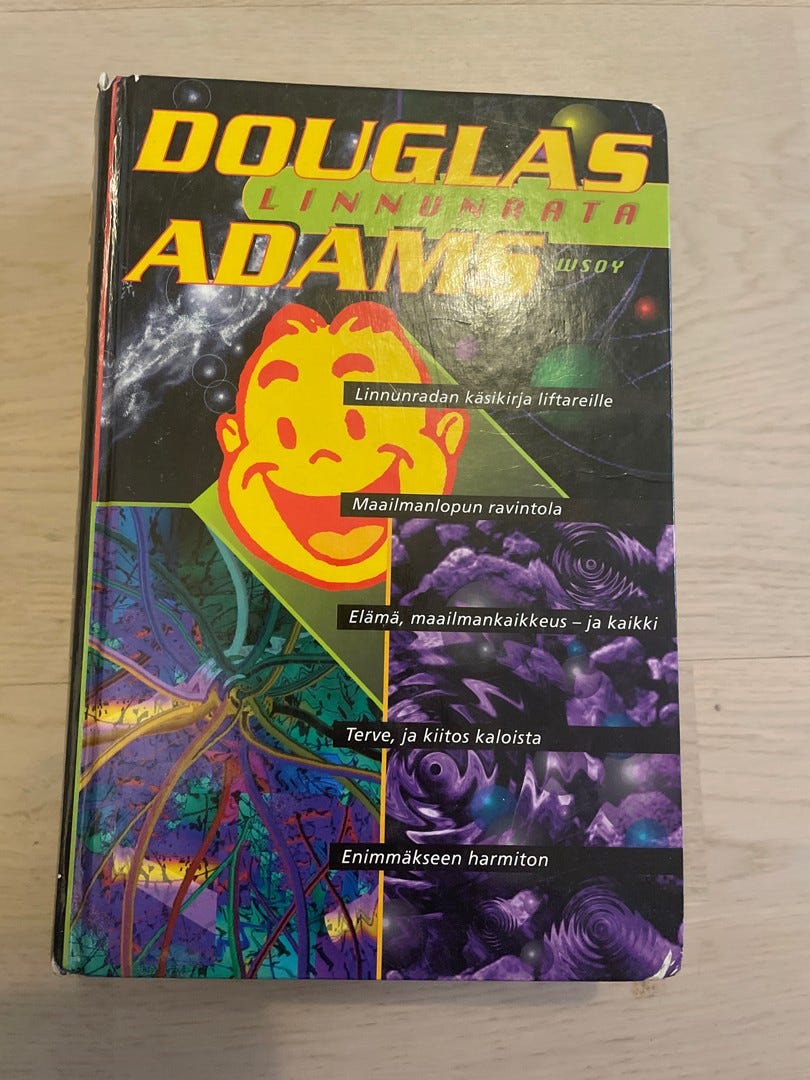 DOUGLAS
LINNUNRATA
ADAMS
WSOY
Linnunradan käsikirja liftareille
Maailmanlopun ravintola
Elämä, maailmankaikkeus – ja kaikki
Terve, ja kiitos kaloista
Enimmäkseen harmiton